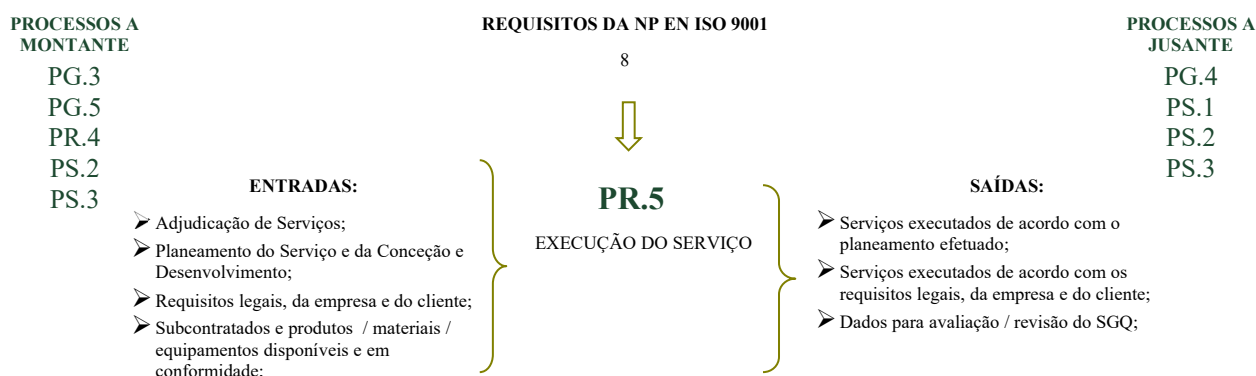 PROCESSOS A
MONTANTE
PG.3
PG.5
PR.4
PS.2
PS.3
REQUISITOS DA NP EN ISO 9001
8
PROCESSOS A
JUSANTE
PG.4
PS.1
PS.2
PS.3
ENTRADAS:
Adjudicação de Serviços;
Planeamento do Serviço e da Conceção e
Desenvolvimento;
Requisitos legais, da empresa e do cliente;
Subcontratados e produtos / materiais /
equipamentos disponíveis e em
conformidade;
PR.5
EXECUÇÃO DO SERVIÇO
SAÍDAS:
Serviços executados de acordo com o
planeamento efetuado;
Serviços executados de acordo com os
requisitos legais, da empresa e do cliente;
Dados para avaliação / revisão do SGQ;